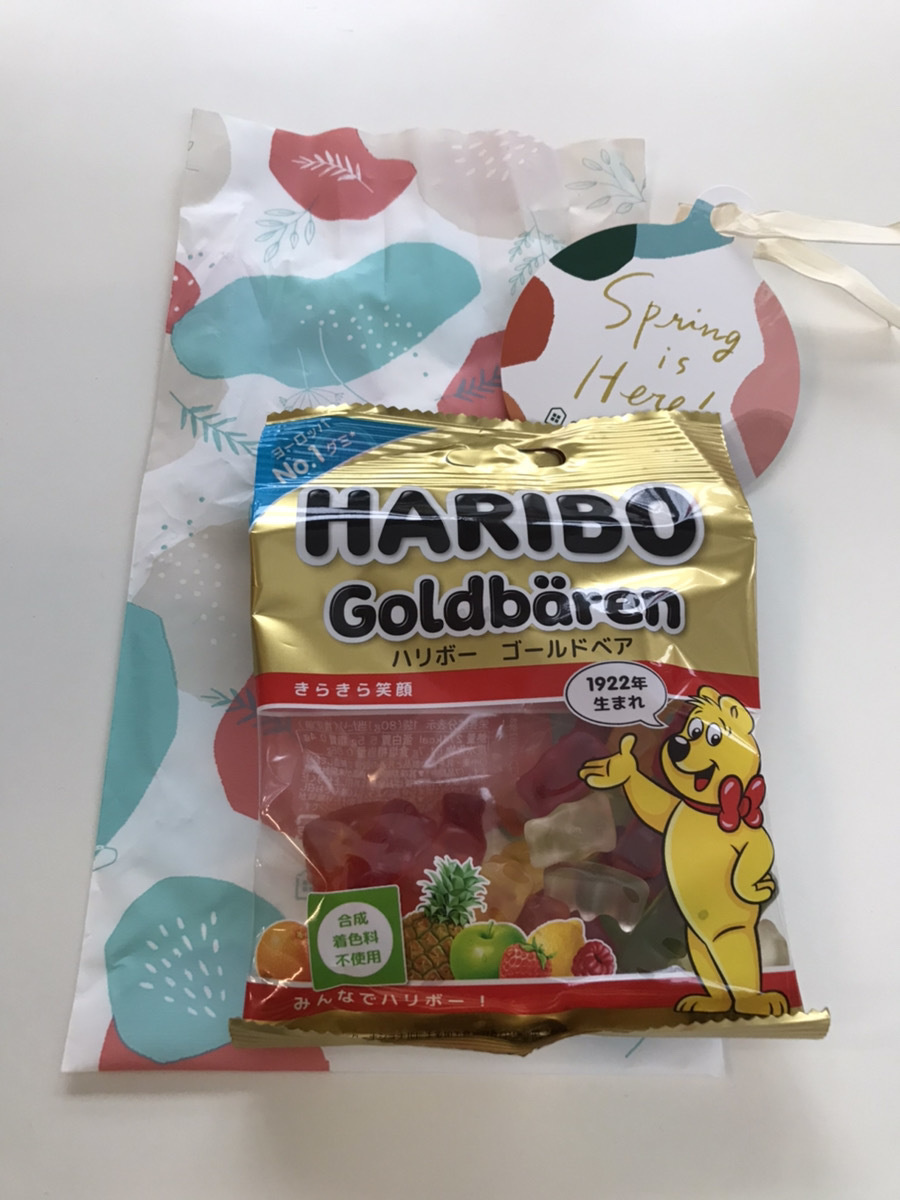 Spring
is
Here!
ヨーロッパ
No.1グミ*
HARIBO
Goldbären
ハリボー ゴールドベア
きらきら笑顔
1922年
生まれ
合成
着色料
不使用
みんなでハリボー！